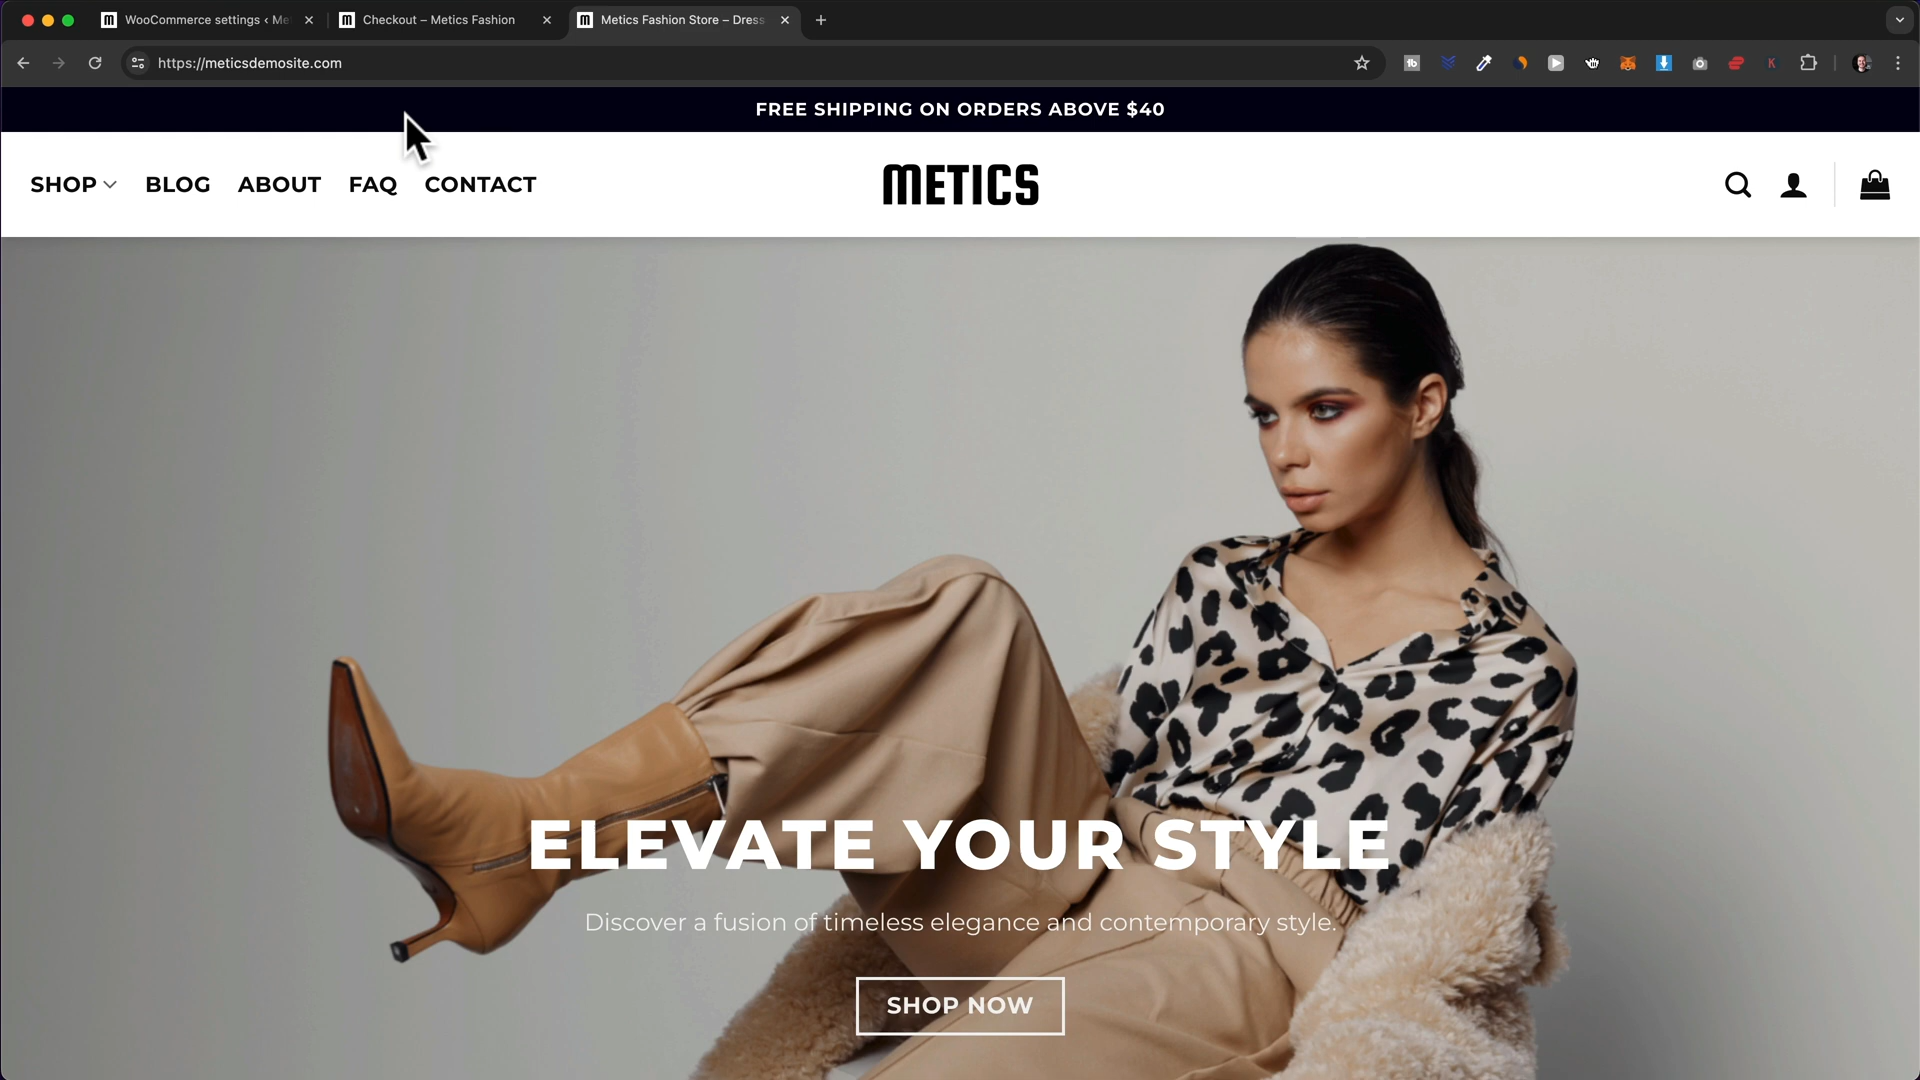 WooCommerce settings ‹ Me
Checkout – Metics Fashion
Metics Fashion Store – Dress
https://meticsdemosite.com
FREE SHIPPING ON ORDERS ABOVE $40
SHOP BLOG ABOUT FAQ CONTACT
METICS
ELEVATE YOUR STYLE
Discover a fusion of timeless elegance and contemporary style.
SHOP NOW